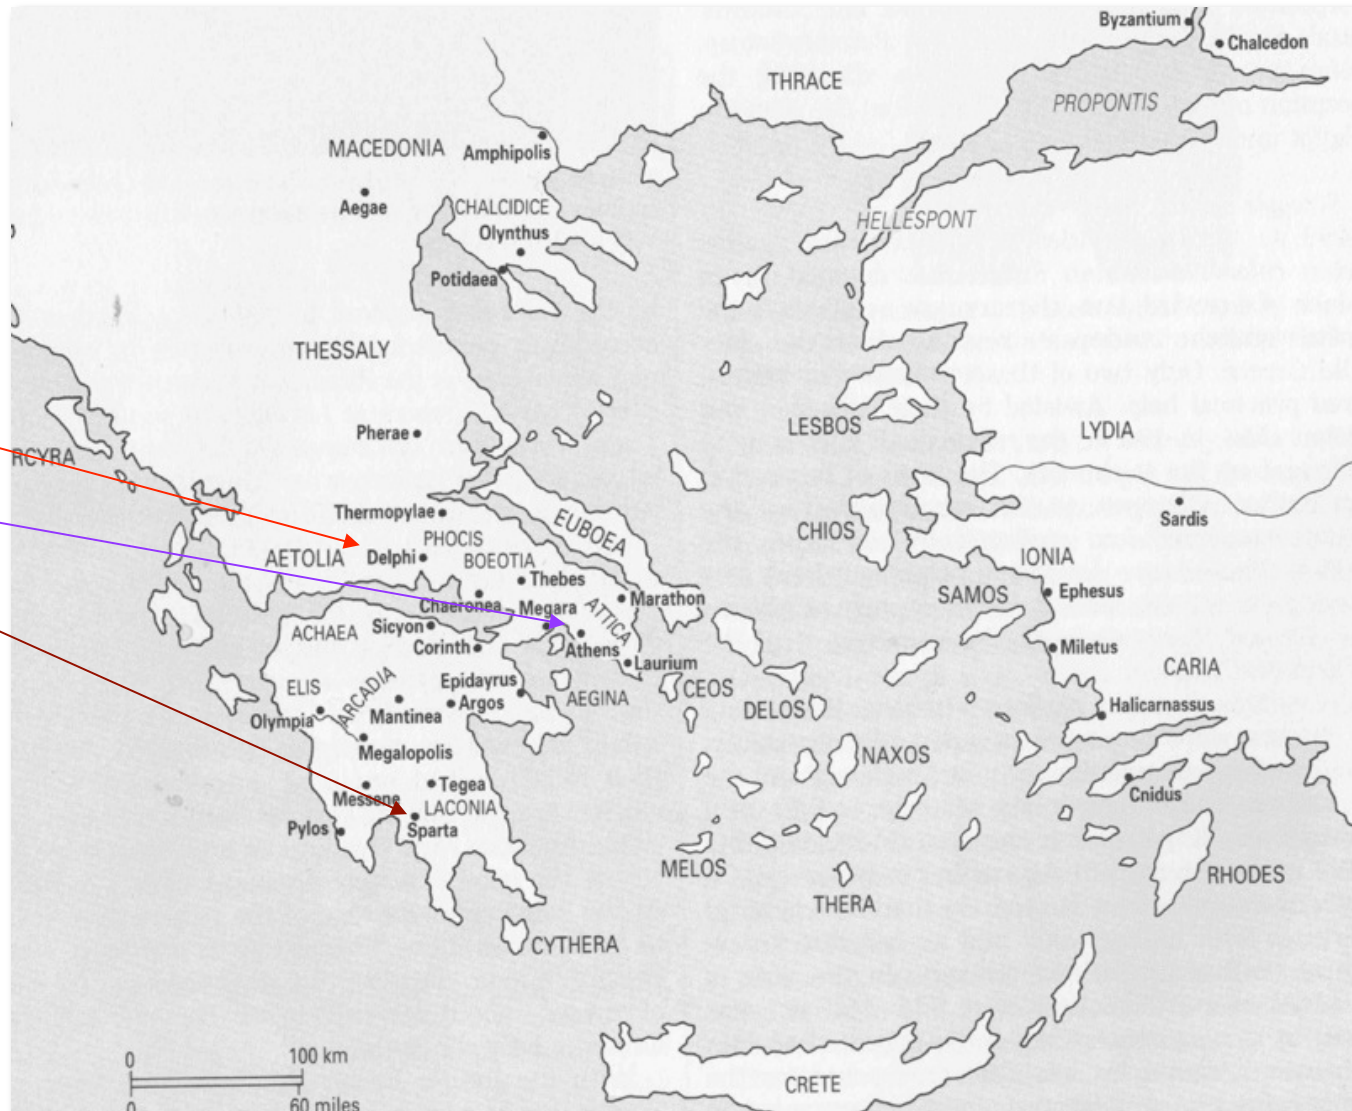 Byzantium
Chalcedon
THRACE
PROPONTIS
MACEDONIA
Amphipolis
Aegae
CHALCIDICE
HELLESPONT
Olynthus
Potidaea
THESSALY
LESBOS
LYDIA
Pherae
RCYRA
Thermopylae
EUBOEA
CHIOS
Sardis
PHOCIS
AETOLIA
Delphi
BOEOTIA
IONIA
Thebes
Ephesus
SAMOS
Marathon
Chaeronea
Megara
ATTICA
ACHAEA
Sicyon
Corinth
Athens
Miletus
Laurium
CARIA
ELIS
ARCADIA
Epidayrus
AEGINA
CEOS
Argos
DELOS
Halicarnassus
Olympia
Mantinea
Megalopolis
NAXOS
Tegea
Messene
LACONIA
Cnidus
Pylos
Sparta
MELOS
RHODES
THERA
CYTHERA
0 100 km
CRETE
0 60 miles